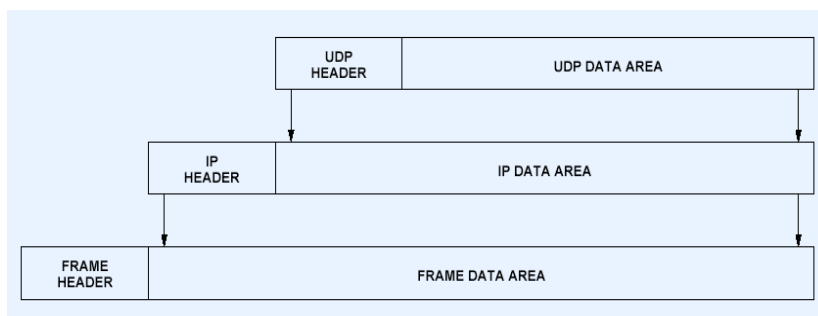 UDP
HEADER
UDP DATA AREA
IP
HEADER
IP DATA AREA
FRAME
HEADER
FRAME DATA AREA